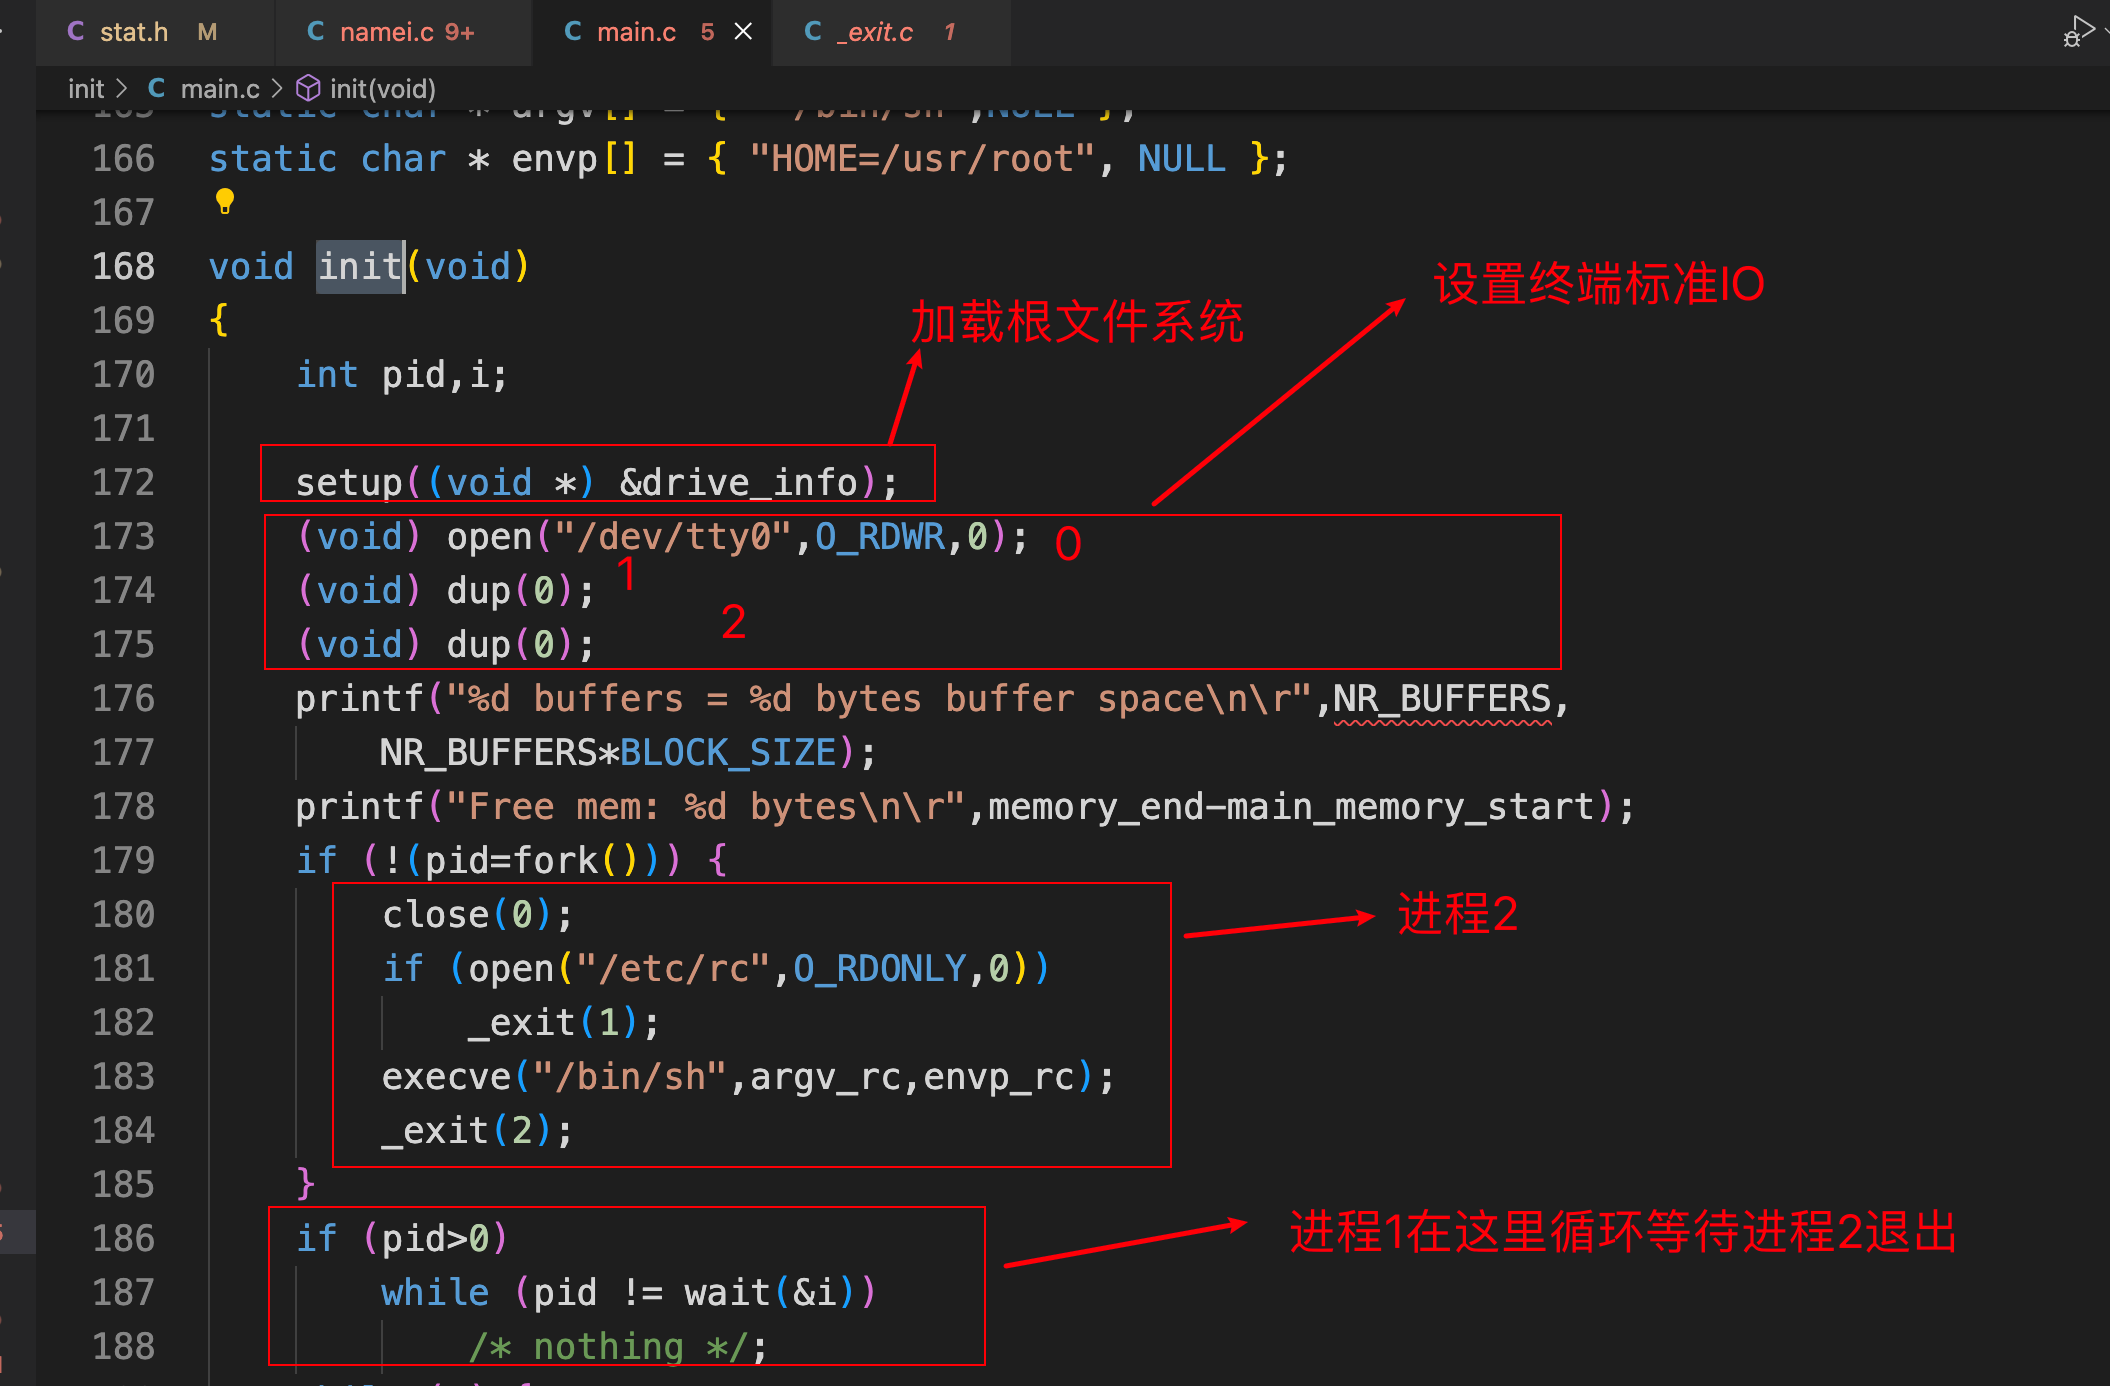 stat.h M
namei.c 9+
main.c 5
_exit.c 1
init > C main.c > init(void)
165 static char * argv[] = { "-/bin/sh",NULL };
166 static char * envp[] = { "HOME=/usr/root", NULL };
167
168 void init(void)
设置终端标准IO
169 {
加载根文件系统
170 int pid,i;
171
172 setup((void *) &drive_info);
173 (void) open("/dev/tty0",O_RDWR,0); 0
174 (void) dup(0); 1
175 (void) dup(0); 2
176 printf("%d buffers = %d bytes buffer space\n\r",NR_BUFFERS,
177 NR_BUFFERS*BLOCK_SIZE);
178 printf("Free mem: %d bytes\n\r",memory_end-main_memory_start);
179 if (!(pid=fork())) {
180 close(0);
进程2
181 if (open("/etc/rc",O_RDONLY,0))
182 _exit(1);
183 execve("/bin/sh",argv_rc,envp_rc);
184 _exit(2);
185 }
186 if (pid>0)
进程1在这里循环等待进程2退出
187 while (pid != wait(&i))
188 /* nothing */;